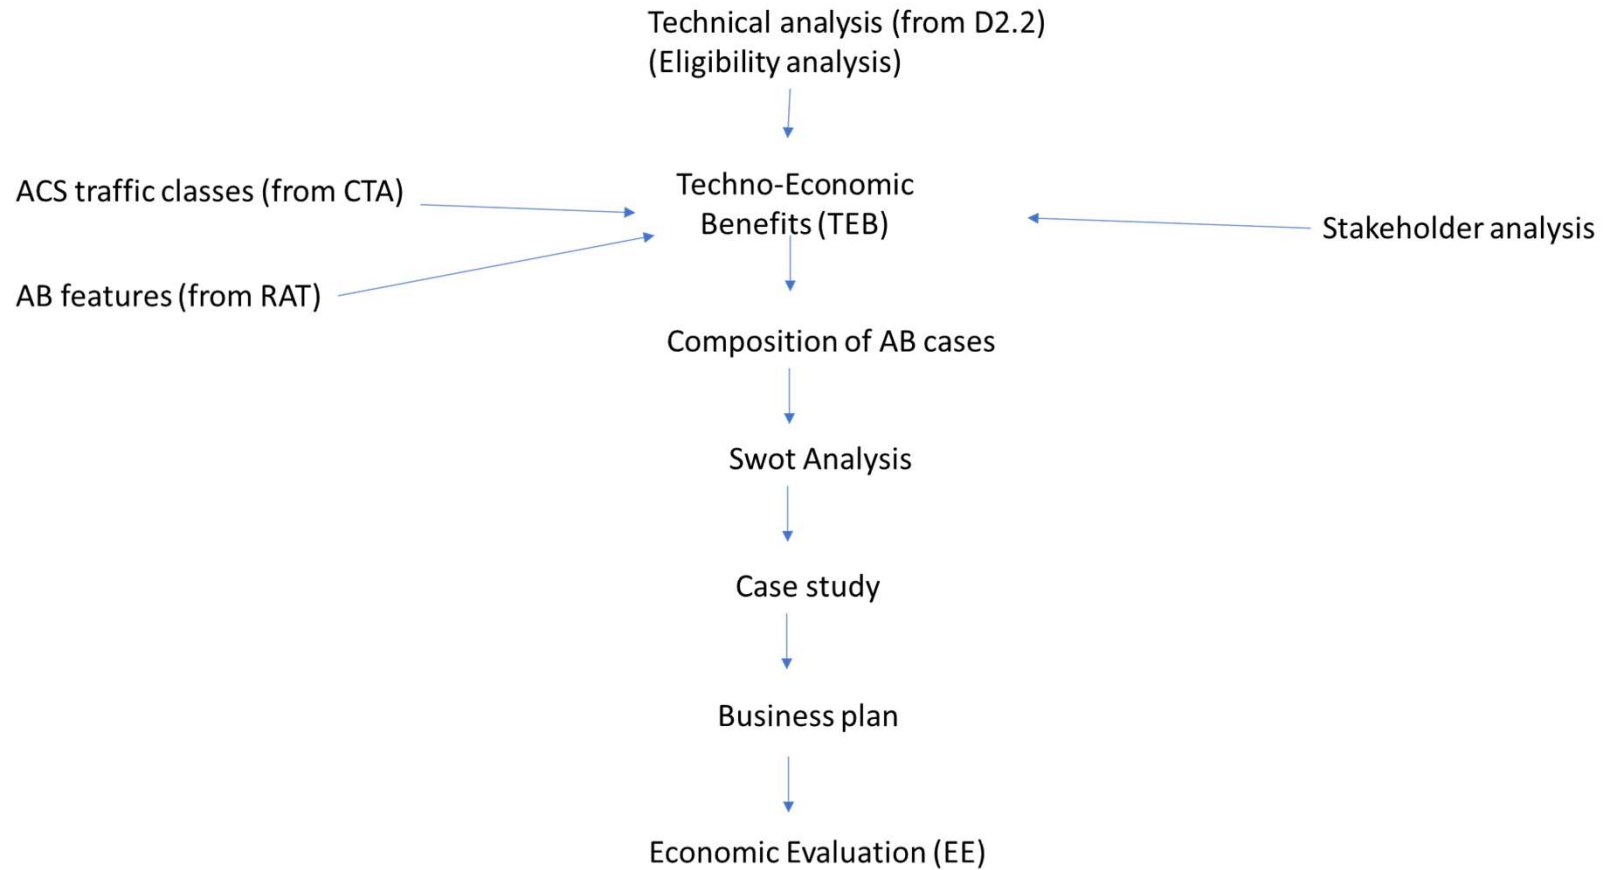 Technical analysis (from D2.2)
(Eligibility analysis)
ACS traffic classes (from CTA)
Techno-Economic
Benefits (TEB)
Stakeholder analysis
AB features (from RAT)
Composition of AB cases
Swot Analysis
Case study
Business plan
Economic Evaluation (EE)